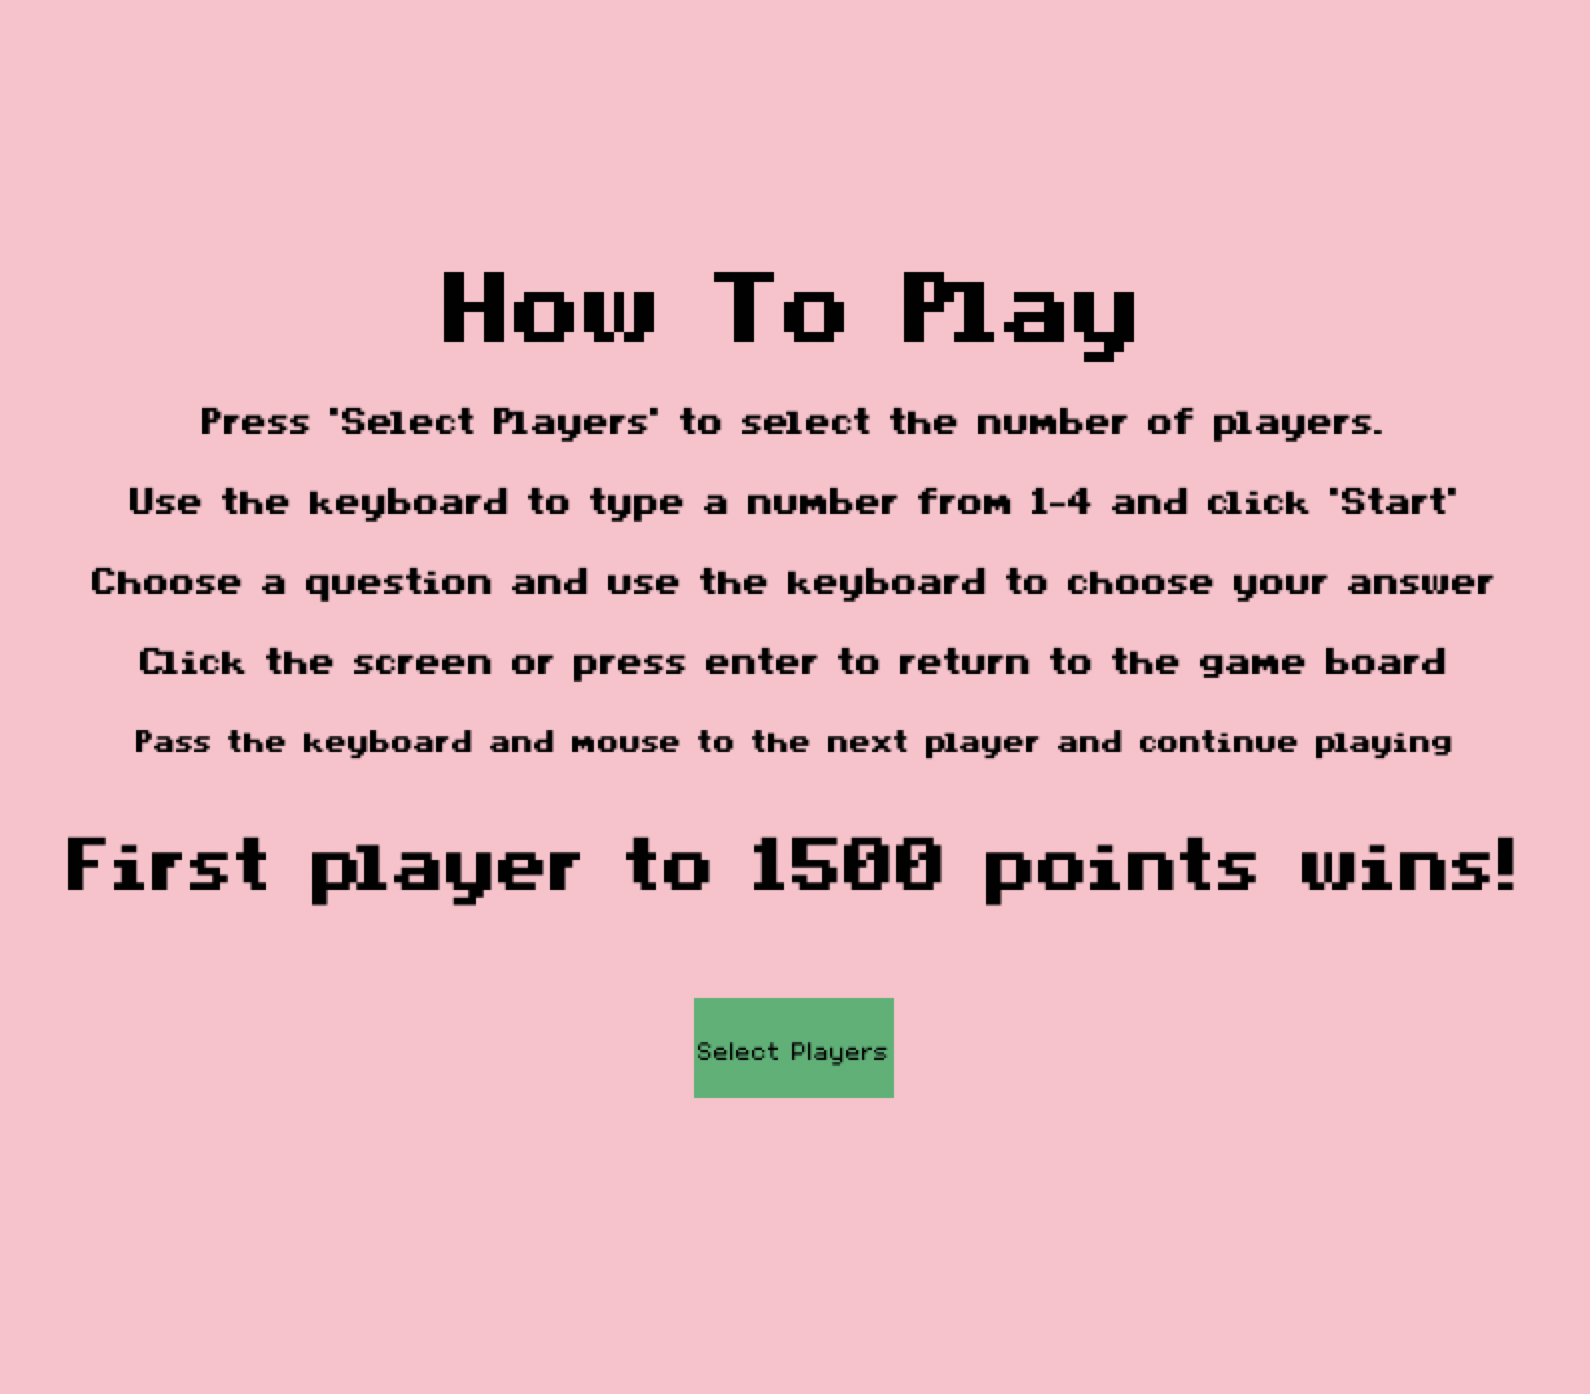 How To Play
Press 'Select Players' to select the number of players.
Use the keyboard to type a number from 1-4 and click 'Start'
Choose a question and use the keyboard to choose your answer
Click the screen or press enter to return to the game board
Pass the keyboard and mouse to the next player and continue playing
First player to 1500 points wins!
Select Players